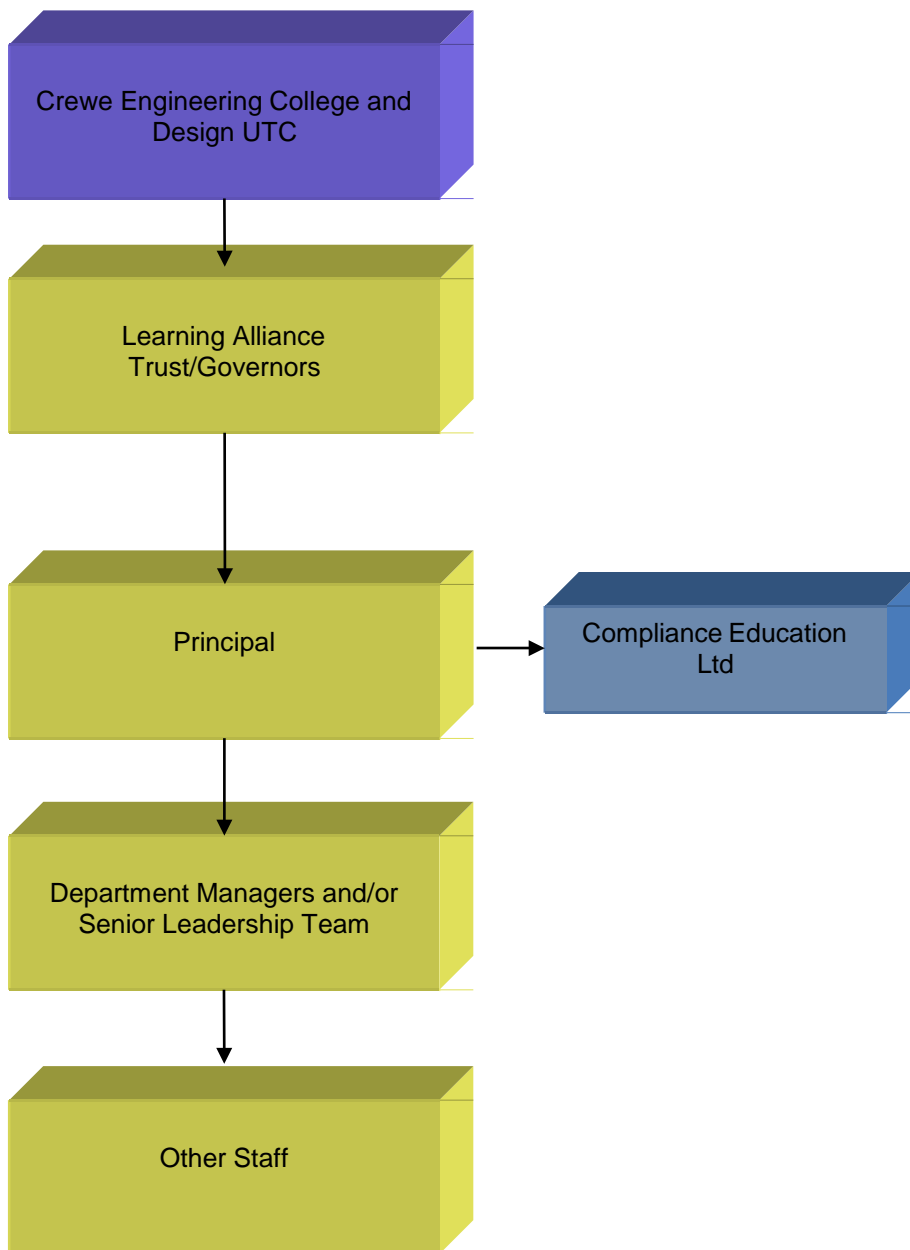 Crewe Engineering College and
Design UTC
Learning Alliance
Trust/Governors
Principal
Compliance Education
Ltd
Department Managers and/or
Senior Leadership Team
Other Staff